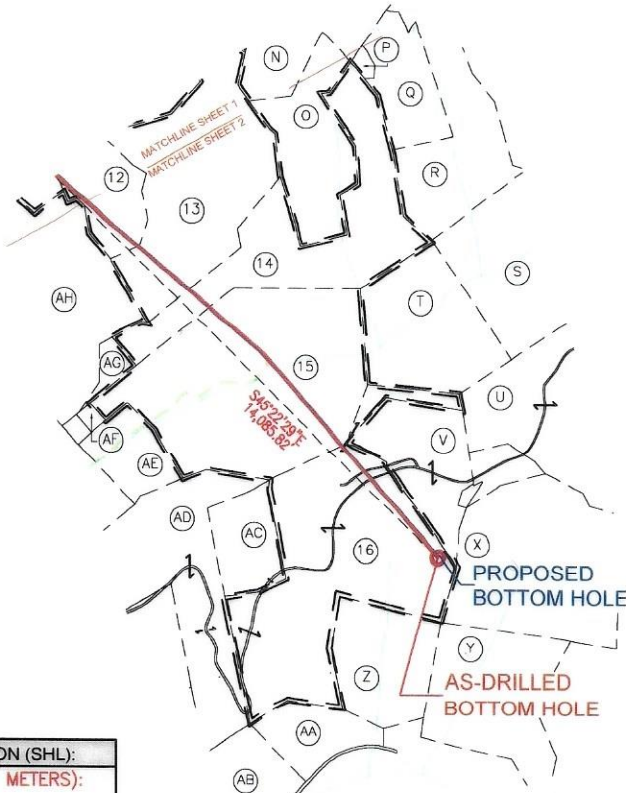 N
P
O
Q
MATCHLINE SHEET 1
MATCHLINE SHEET 2
12
R
13
14
S
AH
T
15
AG
U
S45°22'29"E
14,085.82'
AF
V
AE
AD
AC
16
X
PROPOSED
BOTTOM HOLE
Y
Z
AS-DRILLED
BOTTOM HOLE
AA
ON (SHL):
METERS):
AB